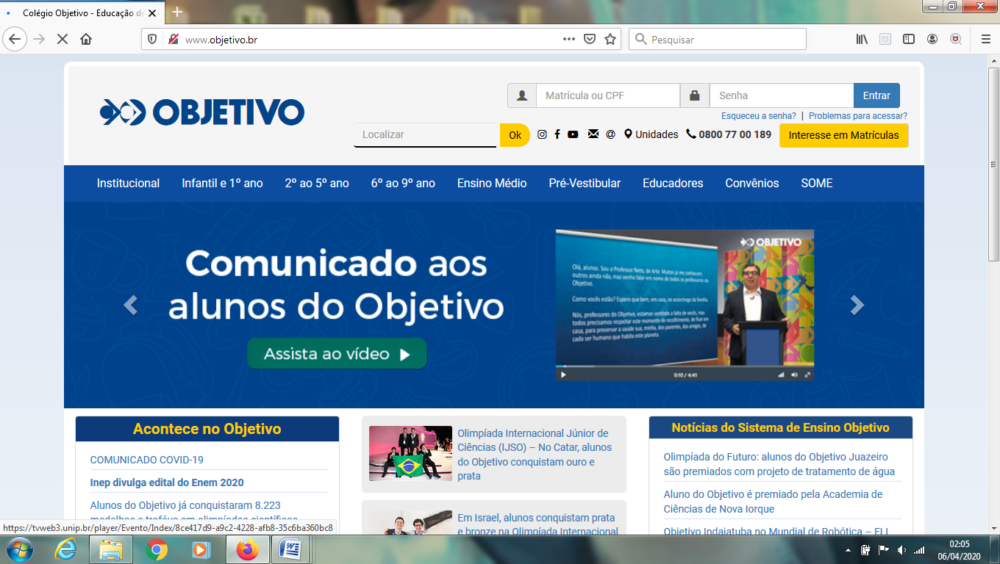 Colégio Objetivo - Educação de
www.objetivo.br
Pesquisar
OBJETIVO
Matrícula ou CPF
Senha
Entrar
Esqueceu a senha? | Problemas para acessar?
Localizar
Ok
@
Unidades
0800 77 00 189
Interesse em Matrículas
Institucional
Infantil e 1º ano
2º ao 5º ano
6º ao 9º ano
Ensino Médio
Pré-Vestibular
Educadores
Convênios
SOME
Comunicado aos
alunos do Objetivo
Assista ao vídeo
OBJETIVO
Olá, alunos. Sou o Professor Neto, de Arte. Muitos já me conhecem,
outros ainda não, mas venho falar em nome de todos os professores do
Objetivo.
Como vocês estão? Espero que bem, em casa, no aconchego da família.
Nós, professores do Objetivo, estamos sentindo a falta de vocês, mas
todos precisamos respeitar este momento de recolhimento, de ficar em
casa, para preservar a saúde sua, minha, dos parentes, dos amigos, de
cada ser humano que habita este planeta.
0:10 / 4:41
Acontece no Objetivo
COMUNICADO COVID-19
Inep divulga edital do Enem 2020
Alunos do Objetivo já conquistaram 8.223
medalhas e troféus em olimpíadas científicas
Olimpíada Internacional Júnior de
Ciências (IJSO) – No Catar, alunos
do Objetivo conquistam ouro e
prata
Em Israel, alunos conquistam prata
e bronze na Olimpíada Internacional
Notícias do Sistema de Ensino Objetivo
Olimpíada do Futuro: alunos do Objetivo Juazeiro
são premiados com projeto de tratamento de água
Aluno do Objetivo é premiado pela Academia de
Ciências de Nova Iorque
Objetivo Indaiatuba no Mundial de Robótica – FLL
https://tvweb3.unip.br/player/Evento/Index/8ce417d9-a9c2-4228-afb8-35c6ba360bc8
02:05
06/04/2020